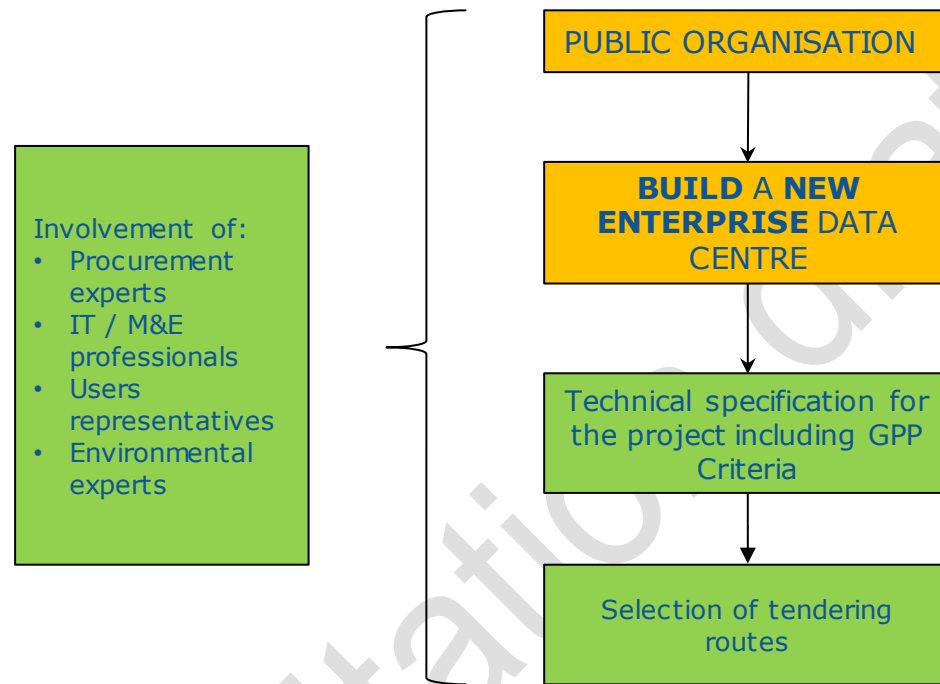 PUBLIC ORGANISATION
BUILD A NEW
ENTERPRISE DATA
CENTRE
Involvement of:
• Procurement
experts
• IT / M&E
professionals
• Users
representatives
• Environmental
experts
Technical specification for
the project including GPP
Criteria
Selection of tendering
routes